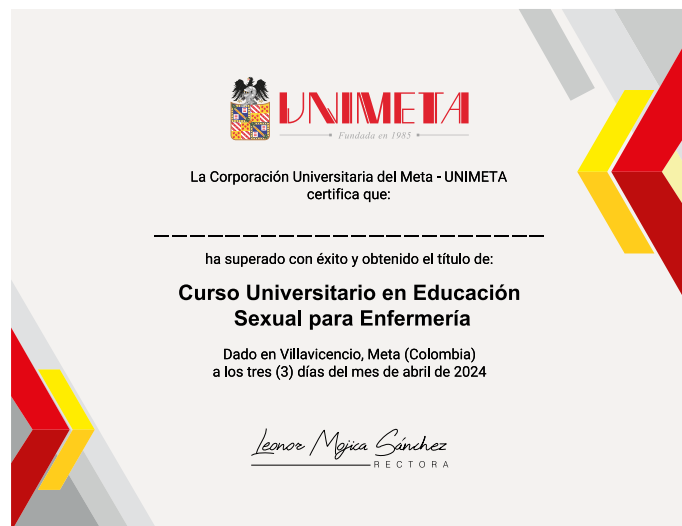 UNIMETA
Fundada en 1985
La Corporación Universitaria del Meta - UNIMETA
certifica que:
ha superado con éxito y obtenido el título de:
Curso Universitario en Educación
Sexual para Enfermería
Dado en Villavicencio, Meta (Colombia)
a los tres (3) días del mes de abril de 2024
Leonor Mojica Sánchez
RECTORA